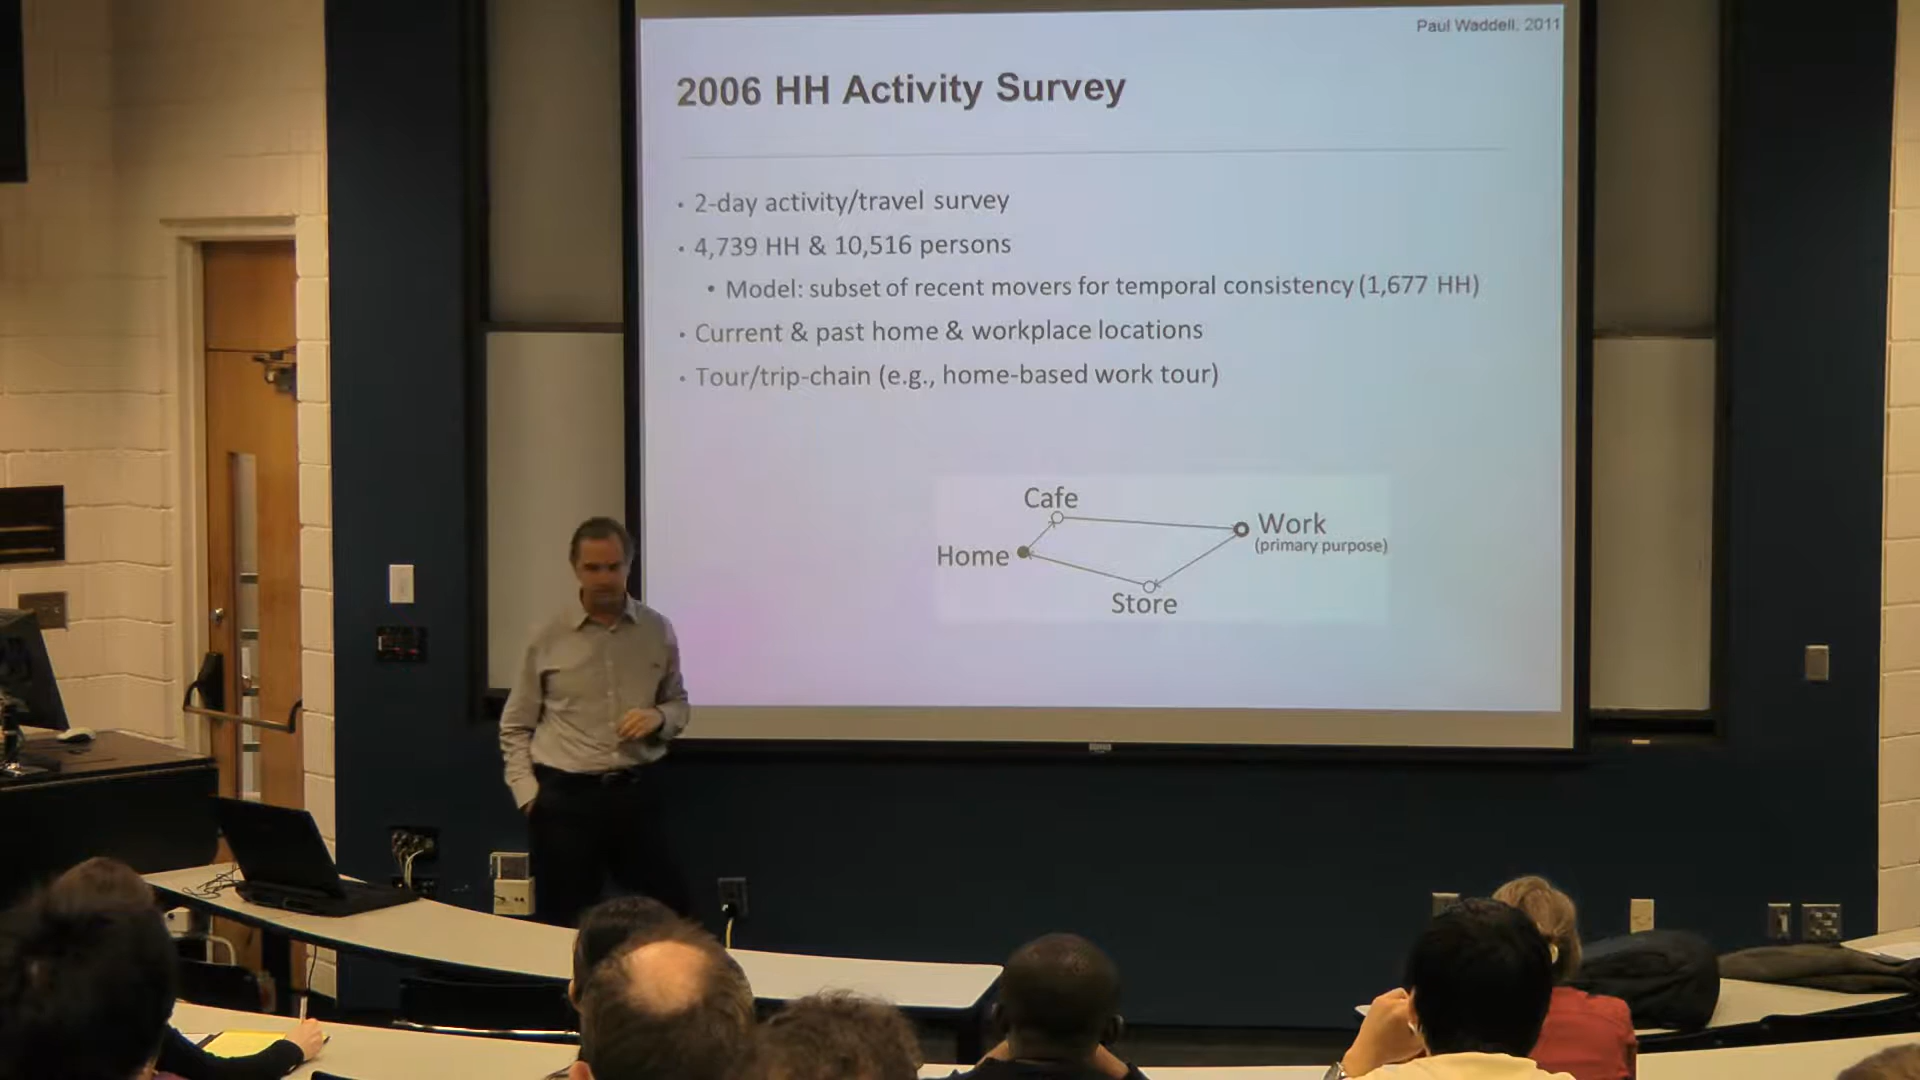 Paul Waddell, 2011
2006 HH Activity Survey
• 2-day activity/travel survey
• 4,739 HH & 10,516 persons
• Model: subset of recent movers for temporal consistency (1,677 HH)
• Current & past home & workplace locations
• Tour/trip-chain (e.g., home-based work tour)
Cafe
Work
(primary purpose)
Home
Store